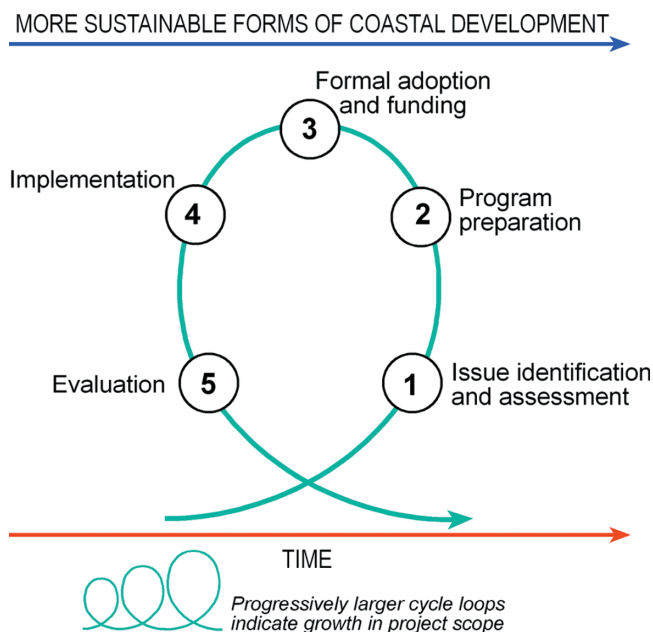 MORE SUSTAINABLE FORMS OF COASTAL DEVELOPMENT
Formal adoption
and funding
3
Implementation
4
2
Program
preparation
Evaluation
5
1
Issue identification
and assessment
TIME
Progressively larger cycle loops
indicate growth in project scope